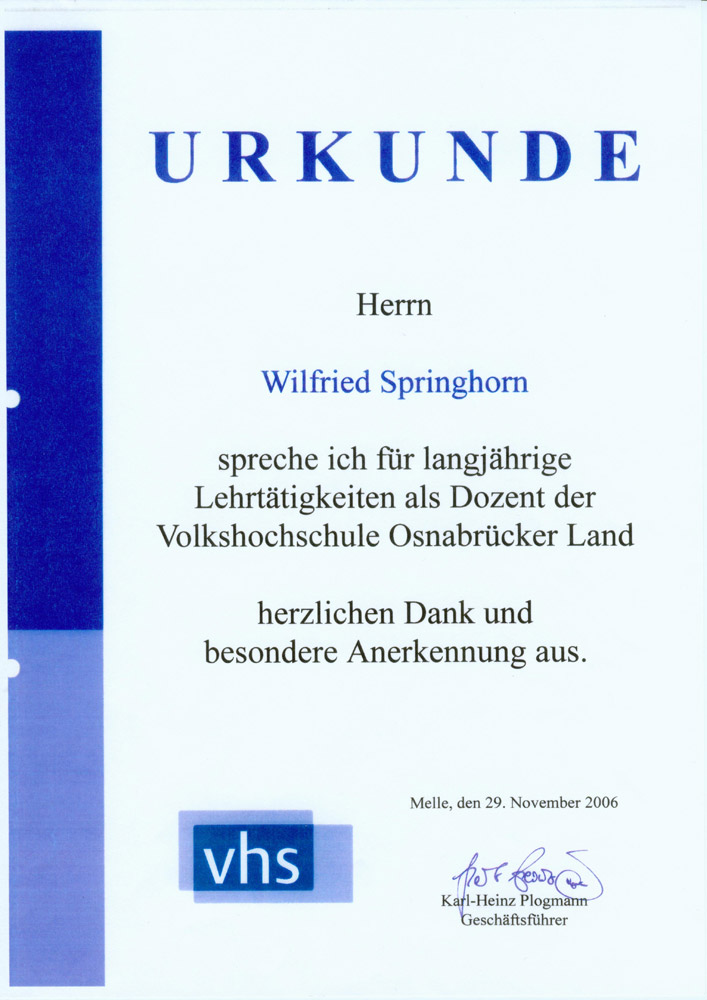 URKUNDE
Herrn
Wilfried Springhorn
spreche ich für langjährige
Lehrtätigkeiten als Dozent der
Volkshochschule Osnabrücker Land
herzlichen Dank und
besondere Anerkennung aus.
Melle, den 29. November 2006
vhs
Karl-Heinz Plogmann
Geschäftsführer